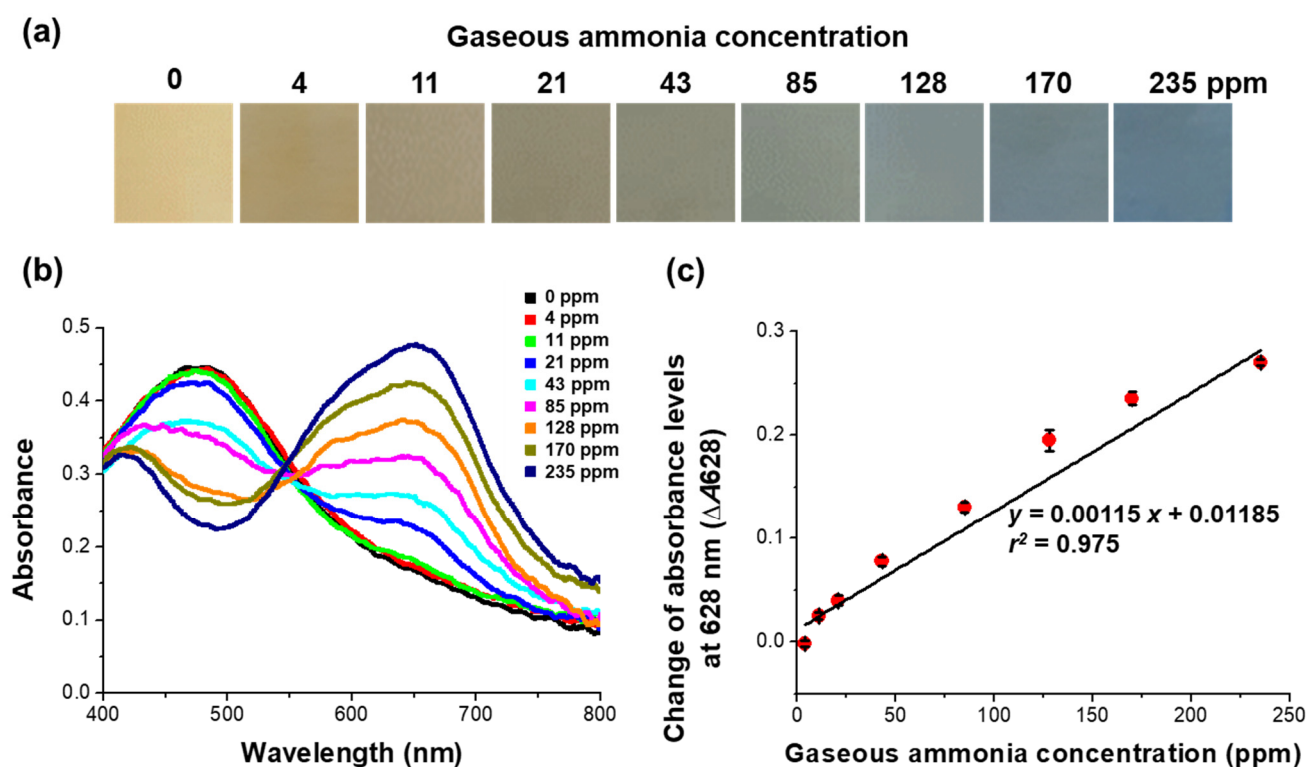 (a)
Gaseous ammonia concentration
0 4 11 21 43 85 128 170 235 ppm
(b)
0.5
0.4
0.3
0.2
0.1
0.0
Absorbance
400 500 600 700 800
Wavelength (nm)
0 ppm
4 ppm
11 ppm
21 ppm
43 ppm
85 ppm
128 ppm
170 ppm
235 ppm
(c)
0.3
0.2
0.1
0.0
Change of absorbance levels
at 628 nm (ΔA628)
y = 0.00115 x + 0.01185
r² = 0.975
0 50 100 150 200 250
Gaseous ammonia concentration (ppm)